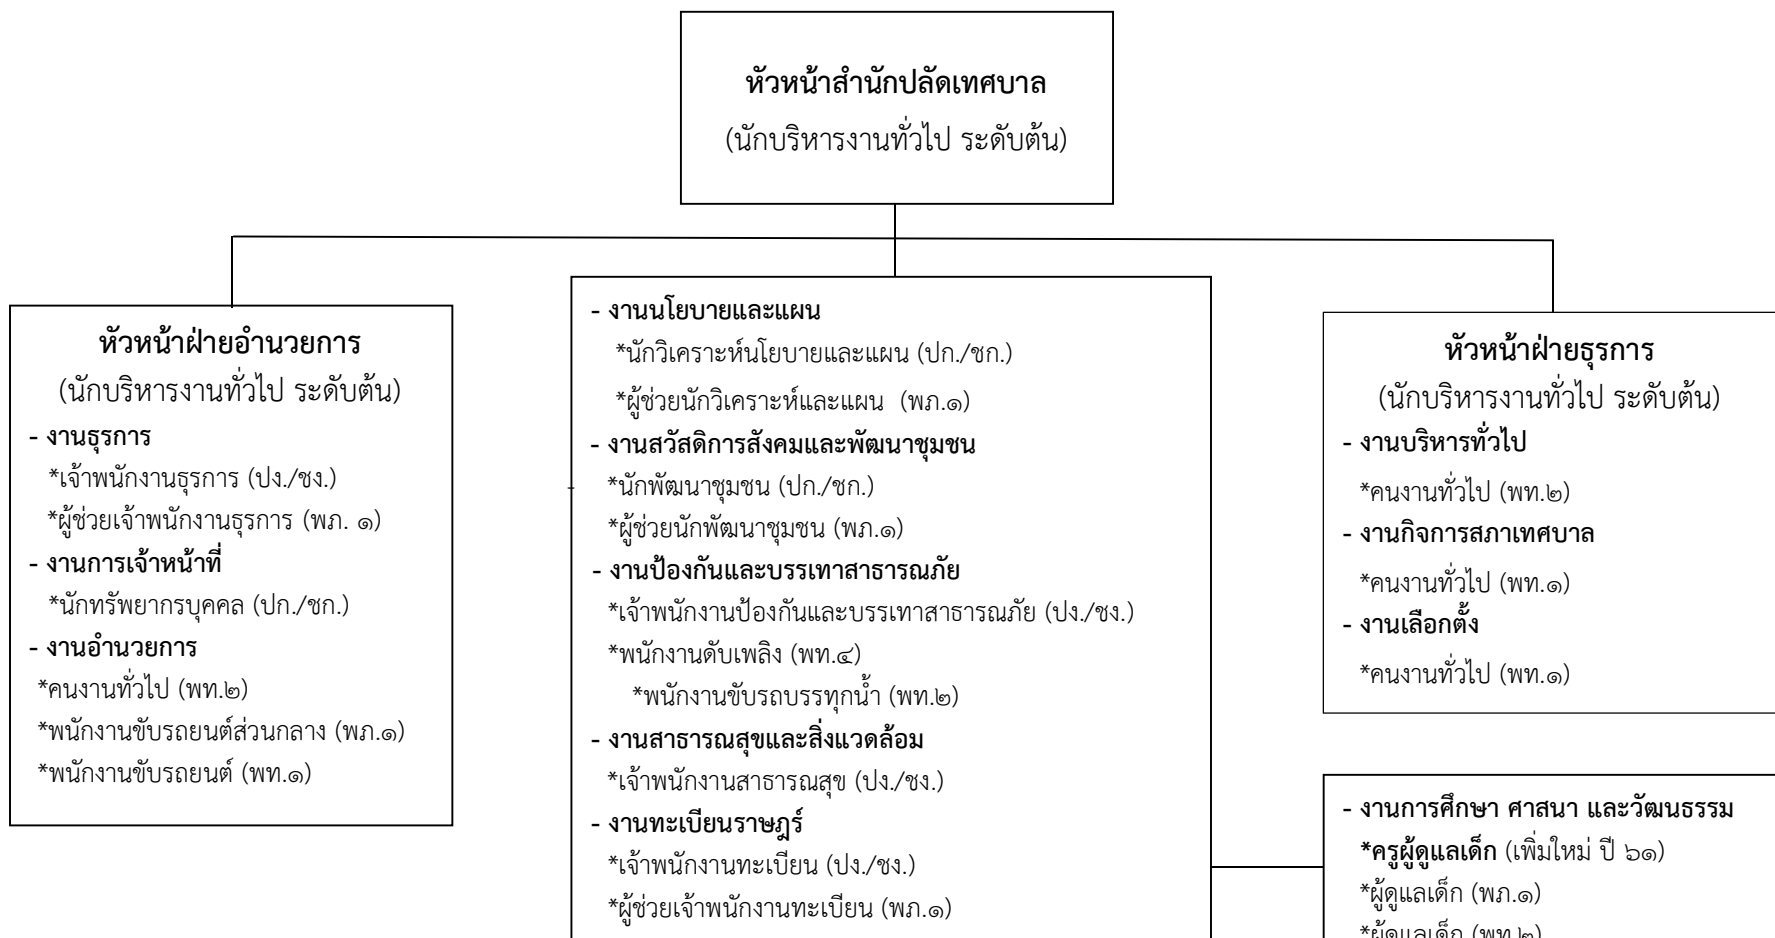 หัวหน้าสำนักปลัดเทศบาล
(นักบริหารงานทั่วไป ระดับต้น)
หัวหน้าฝ่ายอำนวยการ
(นักบริหารงานทั่วไป ระดับต้น)
- งานธุรการ
*เจ้าพนักงานธุรการ (ปง./ชง.)
*ผู้ช่วยเจ้าพนักงานธุรการ (พภ. ๑)
- งานการเจ้าหน้าที่
*นักทรัพยากรบุคคล (ปก./ชก.)
- งานอำนวยการ
*คนงานทั่วไป (พท.๒)
*พนักงานขับรถยนต์ส่วนกลาง (พภ.๑)
*พนักงานขับรถยนต์ (พท.๑)
- งานนโยบายและแผน
*นักวิเคราะห์นโยบายและแผน (ปก./ชก.)
*ผู้ช่วยนักวิเคราะห์และแผน (พภ.๑)
- งานสวัสดิการสังคมและพัฒนาชุมชน
*นักพัฒนาชุมชน (ปก./ชก.)
*ผู้ช่วยนักพัฒนาชุมชน (พภ.๑)
- งานป้องกันและบรรเทาสาธารณภัย
*เจ้าพนักงานป้องกันและบรรเทาสาธารณภัย (ปง./ชง.)
*พนักงานดับเพลิง (พท.๔)
*พนักงานขับรถบรรทุกน้ำ (พท.๒)
- งานสาธารณสุขและสิ่งแวดล้อม
*เจ้าพนักงานสาธารณสุข (ปง./ชง.)
- งานทะเบียนราษฎร์
*เจ้าพนักงานทะเบียน (ปง./ชง.)
*ผู้ช่วยเจ้าพนักงานทะเบียน (พภ.๑)
หัวหน้าฝ่ายธุรการ
(นักบริหารงานทั่วไป ระดับต้น)
- งานบริหารทั่วไป
*คนงานทั่วไป (พท.๒)
- งานกิจการสภาเทศบาล
*คนงานทั่วไป (พท.๑)
- งานเลือกตั้ง
*คนงานทั่วไป (พท.๑)
- งานการศึกษา ศาสนา และวัฒนธรรม
*ครูผู้ดูแลเด็ก (เพิ่มใหม่ ปี ๖๑)
*ผู้ดูแลเด็ก (พภ.๑)
*ผู้ดูแลเด็ก (พท.๒)